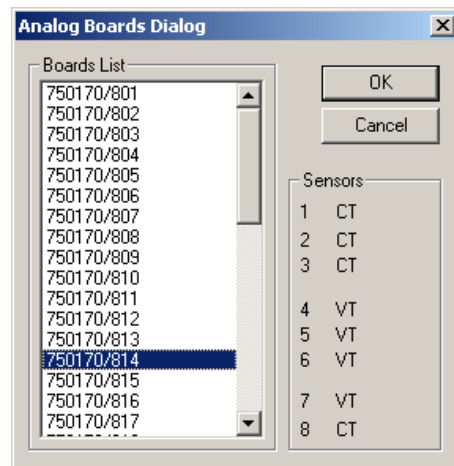 Analog Boards Dialog
Boards List
750170/801
750170/802
750170/803
750170/804
750170/805
750170/806
750170/807
750170/808
750170/809
750170/810
750170/811
750170/812
750170/813
750170/814
750170/815
750170/816
750170/817
OK
Cancel
Sensors
1 CT
2 CT
3 CT
4 VT
5 VT
6 VT
7 VT
8 CT